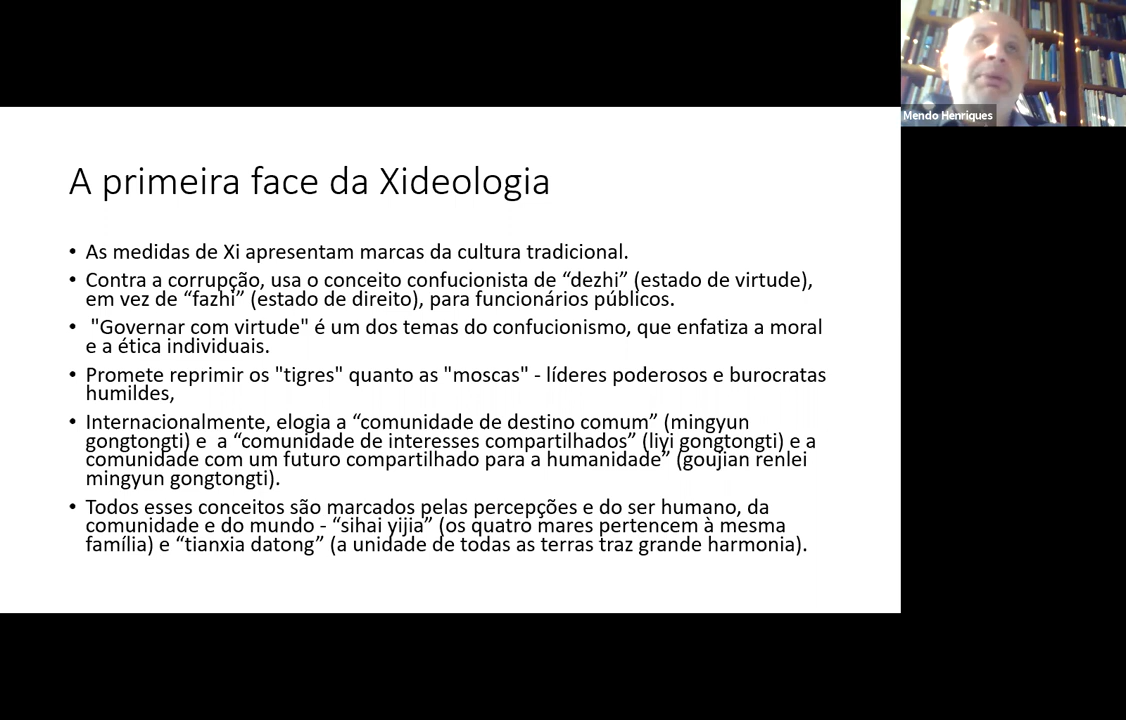 Mendo Henriques
A primeira face da Xideologia
• As medidas de Xi apresentam marcas da cultura tradicional.
• Contra a corrupção, usa o conceito confucionista de “dezhi” (estado de virtude),
em vez de “fazhi” (estado de direito), para funcionários públicos.
• "Governar com virtude" é um dos temas do confucionismo, que enfatiza a moral
e a ética individuais.
• Promete reprimir os "tigres" quanto as "moscas" - líderes poderosos e burocratas
humildes,
• Internacionalmente, elogia a “comunidade de destino comum” (mingyun
gongtongti) e a “comunidade de interesses compartilhados” (liyi gongtongti) e a
comunidade com um futuro compartilhado para a humanidade” (goujian renlei
mingyun gongtongti).
• Todos esses conceitos são marcados pelas percepções e do ser humano, da
comunidade e do mundo - “sihai yijia” (os quatro mares pertencem à mesma
família) e “tianxia datong” (a unidade de todas as terras traz grande harmonia).